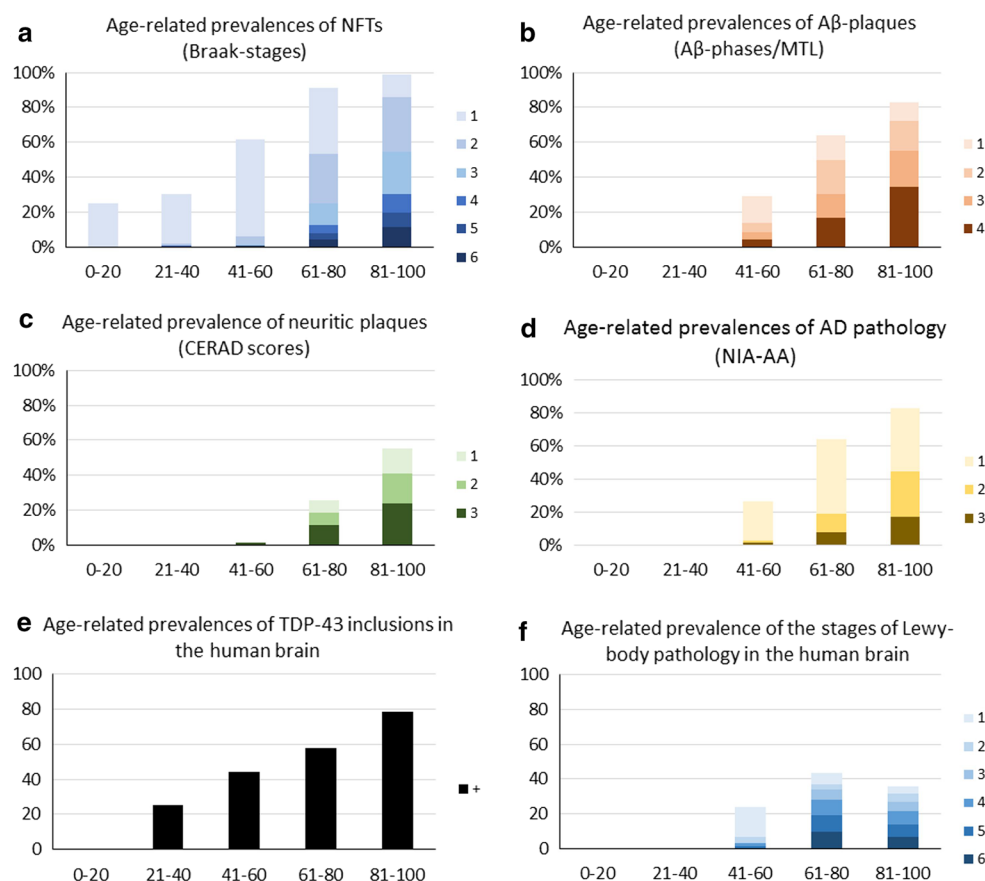 a
Age-related prevalences of NFTs
(Braak-stages)
100%
80%
60%
40%
20%
0%
0-20 21-40 41-60 61-80 81-100
1
2
3
4
5
6
b
Age-related prevalences of Aβ-plaques
(Aβ-phases/MTL)
100%
80%
60%
40%
20%
0%
0-20 21-40 41-60 61-80 81-100
1
2
3
4
c
Age-related prevalence of neuritic plaques
(CERAD scores)
100%
80%
60%
40%
20%
0%
0-20 21-40 41-60 61-80 81-100
1
2
3
d
Age-related prevalences of AD pathology
(NIA-AA)
100%
80%
60%
40%
20%
0%
0-20 21-40 41-60 61-80 81-100
1
2
3
e
Age-related prevalences of TDP-43 inclusions in
the human brain
100
80
60
40
20
0
0-20 21-40 41-60 61-80 81-100
+
f
Age-related prevalence of the stages of Lewy-
body pathology in the human brain
100
80
60
40
20
0
0-20 21-40 41-60 61-80 81-100
1
2
3
4
5
6